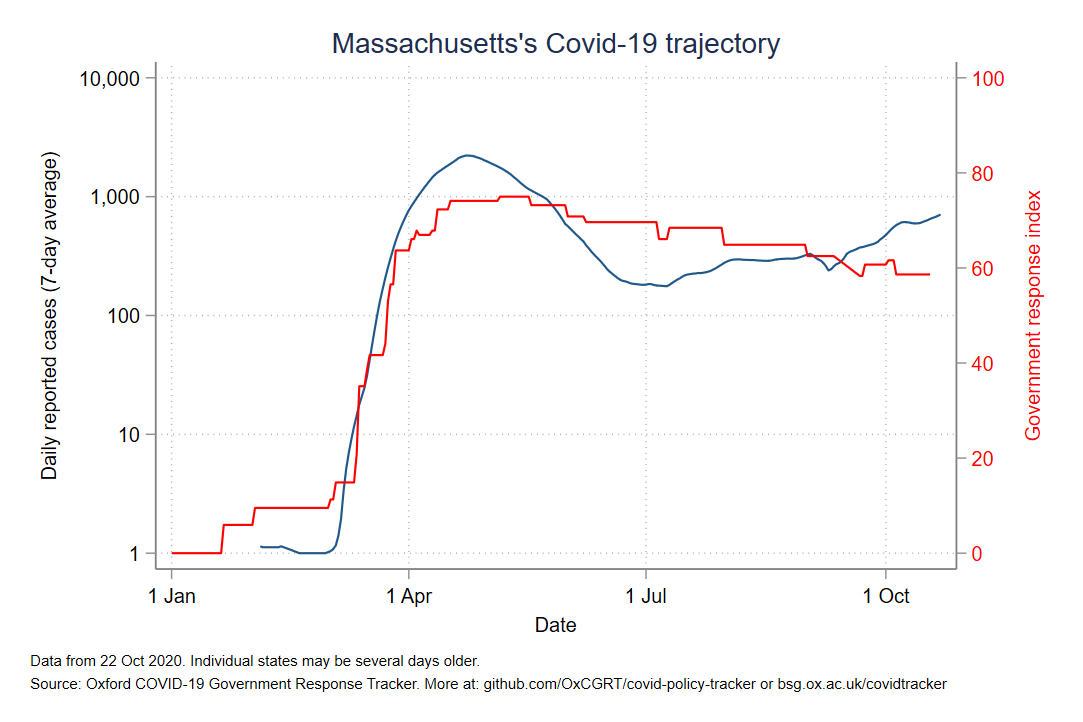 Massachusetts's Covid-19 trajectory
Daily reported cases (7-day average)
10,000
1,000
100
10
1
100
80
60
40
20
0
Government response index
1 Jan
1 Apr
1 Jul
1 Oct
Date
Data from 22 Oct 2020. Individual states may be several days older.
Source: Oxford COVID-19 Government Response Tracker. More at: github.com/OxCGRT/covid-policy-tracker or bsg.ox.ac.uk/covidtracker